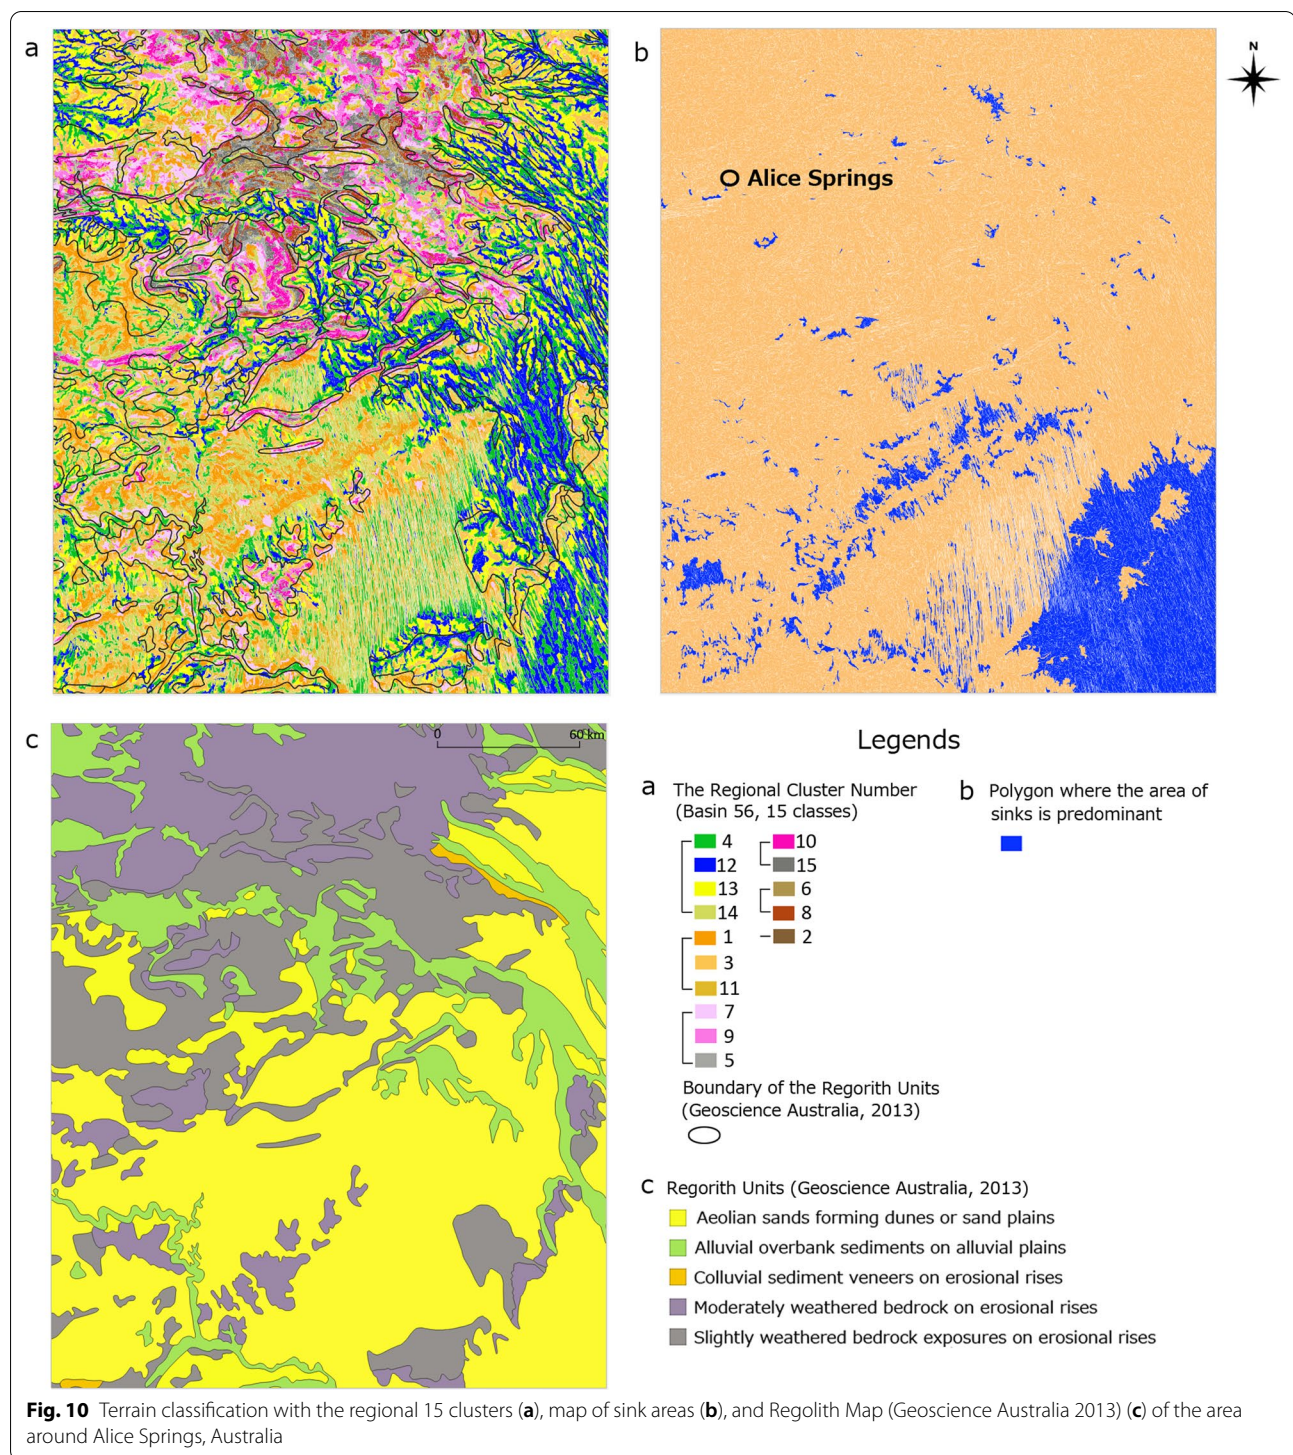 a
b
N
Alice Springs
c
0 60 km
Legends
a The Regional Cluster Number
(Basin 56, 15 classes)
4
12
13
14
1
3
11
7
9
5
10
15
6
8
2
Boundary of the Regorith Units
(Geoscience Australia, 2013)
b Polygon where the area of
sinks is predominant
c Regorith Units (Geoscience Australia, 2013)
Aeolian sands forming dunes or sand plains
Alluvial overbank sediments on alluvial plains
Colluvial sediment veneers on erosional rises
Moderately weathered bedrock on erosional rises
Slightly weathered bedrock exposures on erosional rises
Fig. 10 Terrain classification with the regional 15 clusters (a), map of sink areas (b), and Regolith Map (Geoscience Australia 2013) (c) of the area
around Alice Springs, Australia